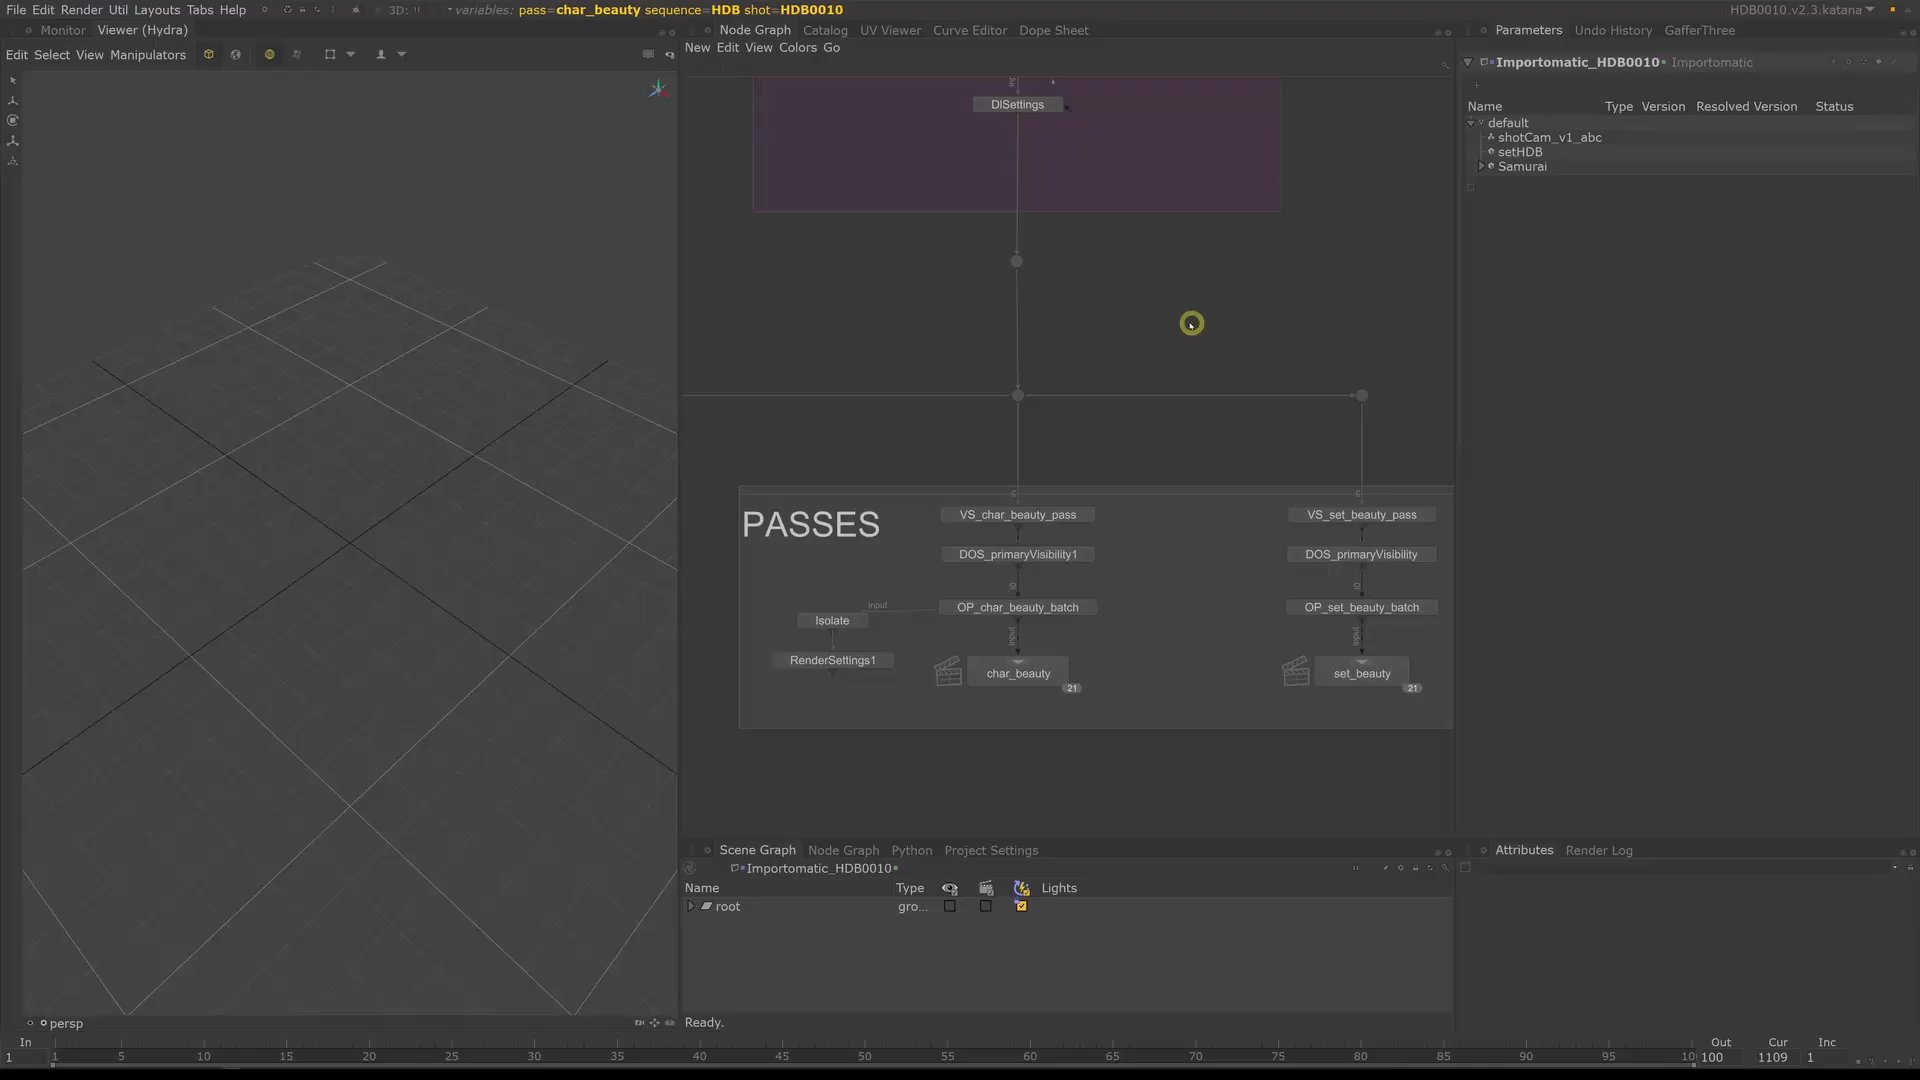 File Edit Render Util Layouts Tabs Help 3D: variables: pass=char_beauty sequence=HDB shot=HDB0010 HDB0010.v2.3.katana
Monitor Viewer (Hydra)
Node Graph Catalog UV Viewer Curve Editor Dope Sheet
Parameters Undo History GafferThree
Edit Select View Manipulators
New Edit View Colors Go
Importomatic_HDB0010 Importomatic
Name Type Version Resolved Version Status
default
shotCam_v1_abc
setHDB
Samurai
DlSettings
PASSES
VS_char_beauty_pass
VS_set_beauty_pass
DOS_primaryVisibility1
DOS_primaryVisibility
input
OP_char_beauty_batch
OP_set_beauty_batch
Isolate
input
input
RenderSettings1
char_beauty
21
set_beauty
21
Scene Graph Node Graph Python Project Settings
Attributes Render Log
Importomatic_HDB0010
Name Type Lights
root gro...
Ready.
persp
In
1
1 5 10 15 20 25 30 35 40 45 50 55 60 65 70 75 80 85 90 95 10
Out Cur Inc
100 1109 1